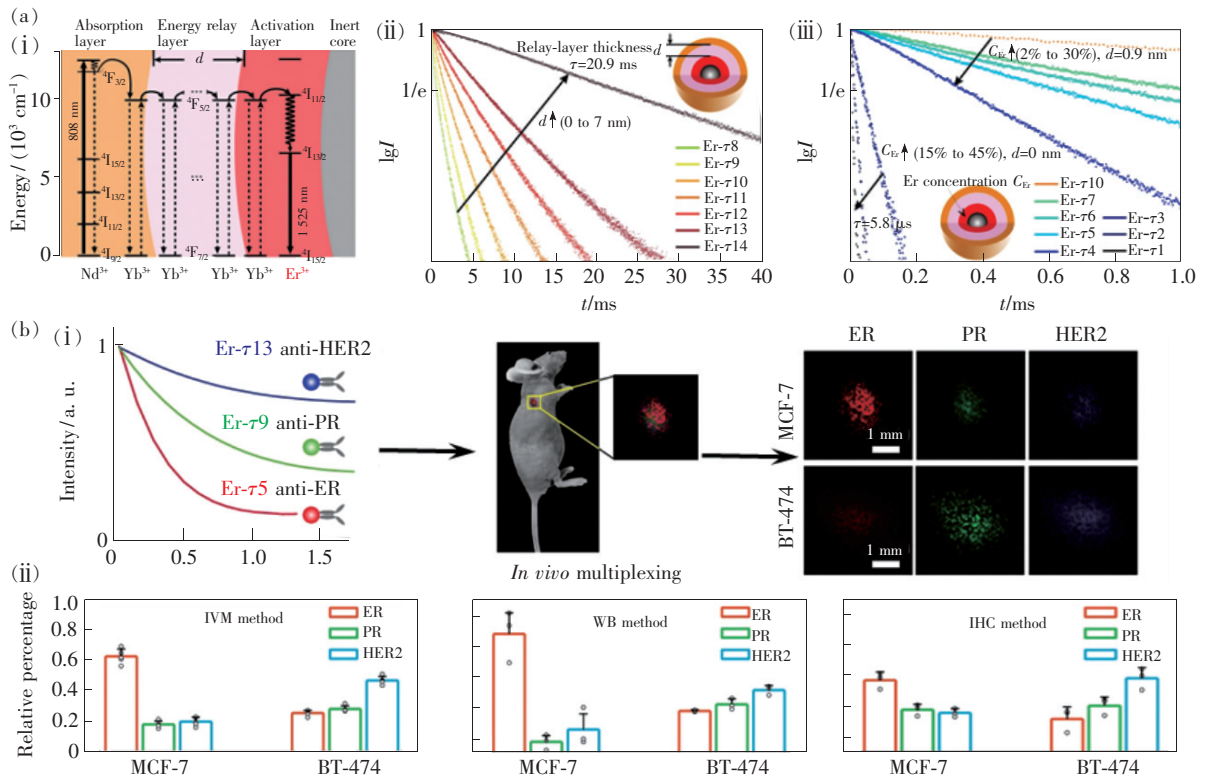 (a)
(i)
Absorption layer
Energy relay layer
Activation layer
Inert core
Energy / (10³ cm⁻¹)
10
5
0
808 nm
⁴F₃/₂
⁴I₁₅/₂
⁴I₁₃/₂
⁴I₁₁/₂
⁴I₉/₂
d
...
⁴F₅/₂
...
⁴F₇/₂
⁴I₁₁/₂
⁴I₁₃/₂
1 525 nm
⁴I₁₅/₂
Nd³⁺ Yb³⁺ Yb³⁺ Yb³⁺ Yb³⁺ Er³⁺
(ii)
1
1/e
lgI
Relay-layer thickness
τ=20.9 ms
d
d↑(0 to 7 nm)
Er-τ8
Er-τ9
Er-τ10
Er-τ11
Er-τ12
Er-τ13
Er-τ14
0 5 10 15 20 25 30 35 40
t/ms
(iii)
1
1/e
lgI
C_Er↑(2% to 30%), d=0.9 nm
C_Er↑(15% to 45%), d=0 nm
Er concentration C_Er
τ=5.8 μs
Er-τ10
Er-τ7
Er-τ6 Er-τ3
Er-τ5 Er-τ2
Er-τ4 Er-τ1
0 0.2 0.4 0.6 0.8 1.0
t/ms
(b)
(i)
Intensity / a. u.
1
0
Er-τ13 anti-HER2
Er-τ9 anti-PR
Er-τ5 anti-ER
0 0.5 1.0 1.5
In vivo multiplexing
ER PR HER2
MCF-7
1 mm
BT-474
1 mm
(ii)
Relative percentage
1.0
0.8
0.6
0.4
0.2
0
IVM method
ER
PR
HER2
MCF-7 BT-474
WB method
ER
PR
HER2
MCF-7 BT-474
IHC method
ER
PR
HER2
MCF-7 BT-474